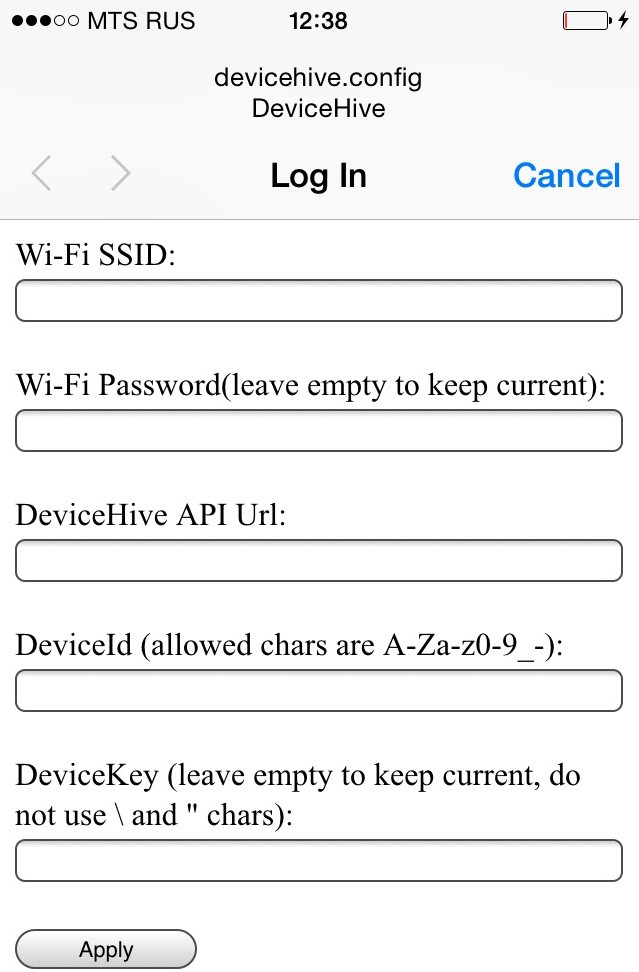 MTS RUS 12:38
devicehive.config
DeviceHive
Log In Cancel
Wi-Fi SSID:
Wi-Fi Password(leave empty to keep current):
DeviceHive API Url:
DeviceId (allowed chars are A-Za-z0-9_-):
DeviceKey (leave empty to keep current, do
not use \ and " chars):
Apply